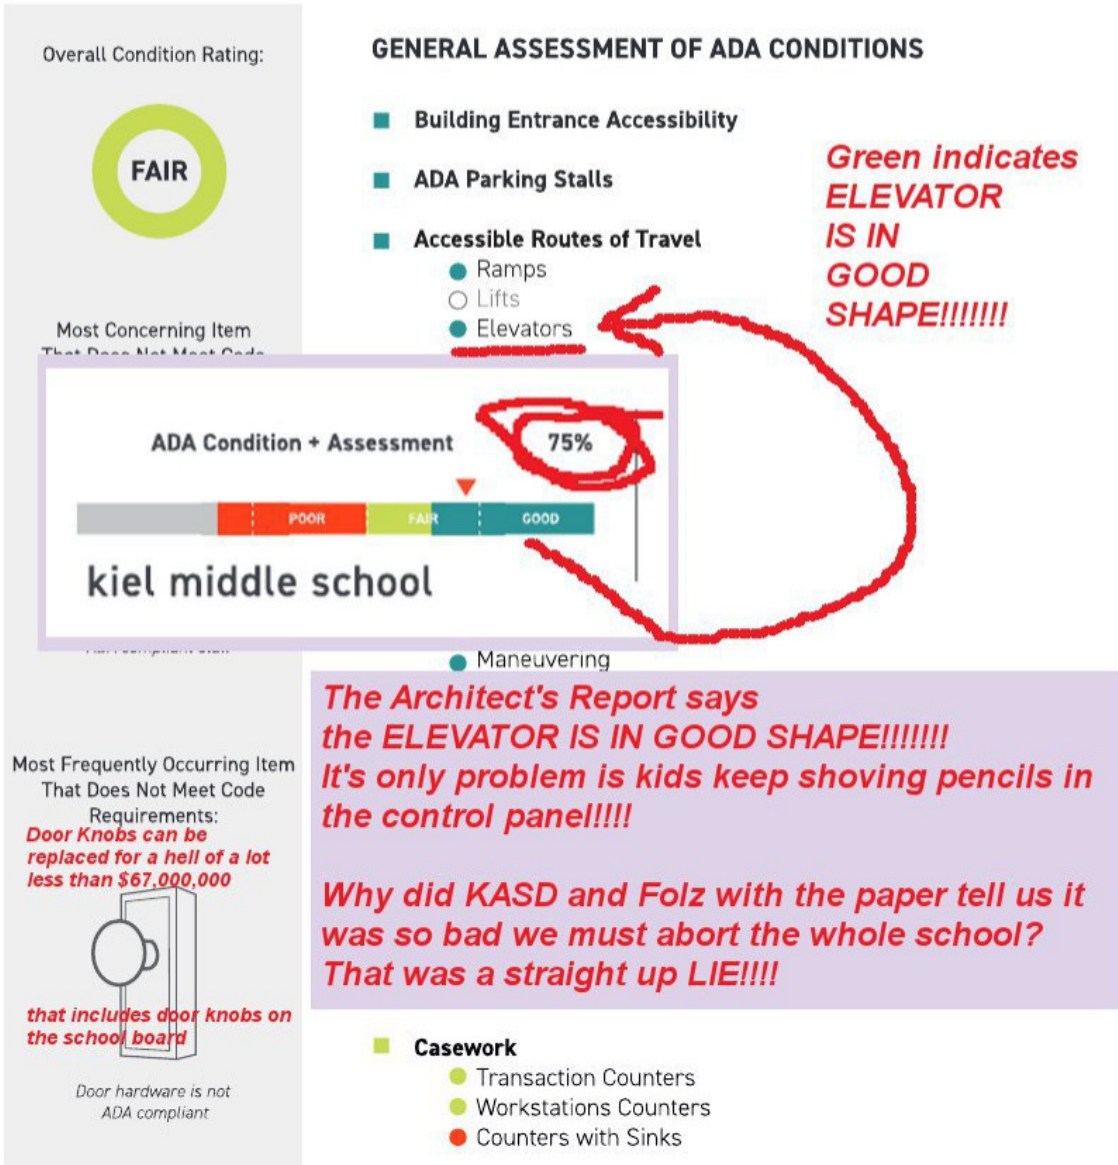 Overall Condition Rating:
FAIR
Most Concerning Item
That Does Not Meet Code
GENERAL ASSESSMENT OF ADA CONDITIONS
Building Entrance Accessibility
ADA Parking Stalls
Accessible Routes of Travel
Ramps
Lifts
Elevators
Green indicates
ELEVATOR
IS IN
GOOD
SHAPE!!!!!!!
ADA Condition + Assessment
75%
POOR FAIR GOOD
kiel middle school
Maneuvering
The Architect's Report says
the ELEVATOR IS IN GOOD SHAPE!!!!!!!
It's only problem is kids keep shoving pencils in
the control panel!!!!
Why did KASD and Folz with the paper tell us it
was so bad we must abort the whole school?
That was a straight up LIE!!!!
Most Frequently Occurring Item
That Does Not Meet Code
Requirements:
Door Knobs can be
replaced for a hell of a lot
less than $67,000,000
that includes door knobs on
the school board
Door hardware is not
ADA compliant
Casework
Transaction Counters
Workstations Counters
Counters with Sinks